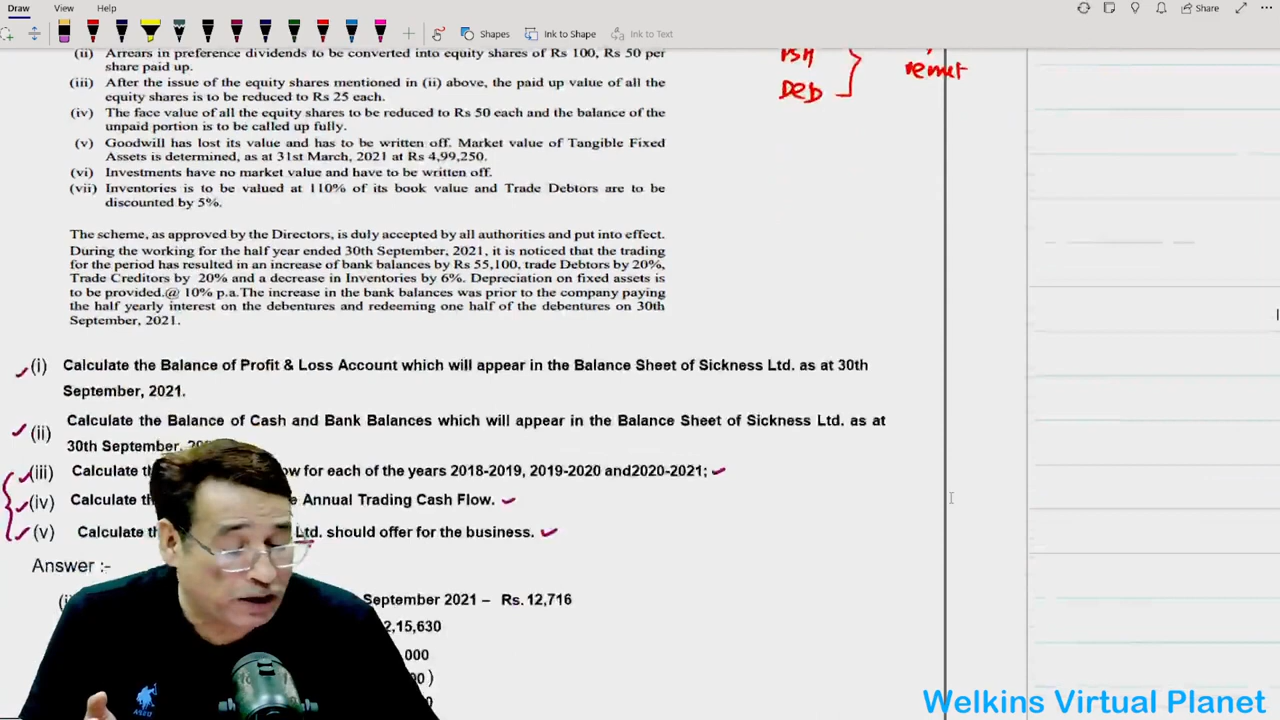 Draw View Help Share
Shapes Ink to Shape Ink to Text
(ii) Arrears in preference dividends to be converted into equity shares of Rs 100, Rs 50 per
share paid up.
(iii) After the issue of the equity shares mentioned in (ii) above, the paid up value of all the
equity shares is to be reduced to Rs 25 each.
(iv) The face value of all the equity shares to be reduced to Rs 50 each and the balance of the
unpaid portion is to be called up fully.
(v) Goodwill has lost its value and has to be written off. Market value of Tangible Fixed
Assets is determined, as at 31st March, 2021 at Rs 4,99,250.
(vi) Investments have no market value and have to be written off.
(vii) Inventories is to be valued at 110% of its book value and Trade Debtors are to be
discounted by 5%.
Deb
The scheme, as approved by the Directors, is duly accepted by all authorities and put into effect.
During the working for the half year ended 30th September, 2021, it is noticed that the trading
for the period has resulted in an increase of bank balances by Rs 55,100, trade Debtors by 20%,
Trade Creditors by 20% and a decrease in Inventories by 6%. Depreciation on fixed assets is
to be provided.@ 10% p.a.The increase in the bank balances was prior to the company paying
the half yearly interest on the debentures and redeeming one half of the debentures on 30th
September, 2021.
(i) Calculate the Balance of Profit & Loss Account which will appear in the Balance Sheet of Sickness Ltd. as at 30th
September, 2021.
(ii) Calculate the Balance of Cash and Bank Balances which will appear in the Balance Sheet of Sickness Ltd. as at
30th September,
(iii) Calculate for each of the years 2018-2019, 2019-2020 and2020-2021;
(iv) Calculate Annual Trading Cash Flow.
(v) Calculate Ltd. should offer for the business.
Answer :-
September 2021 – Rs. 12,716
2,15,630
000
Welkins Virtual Planet